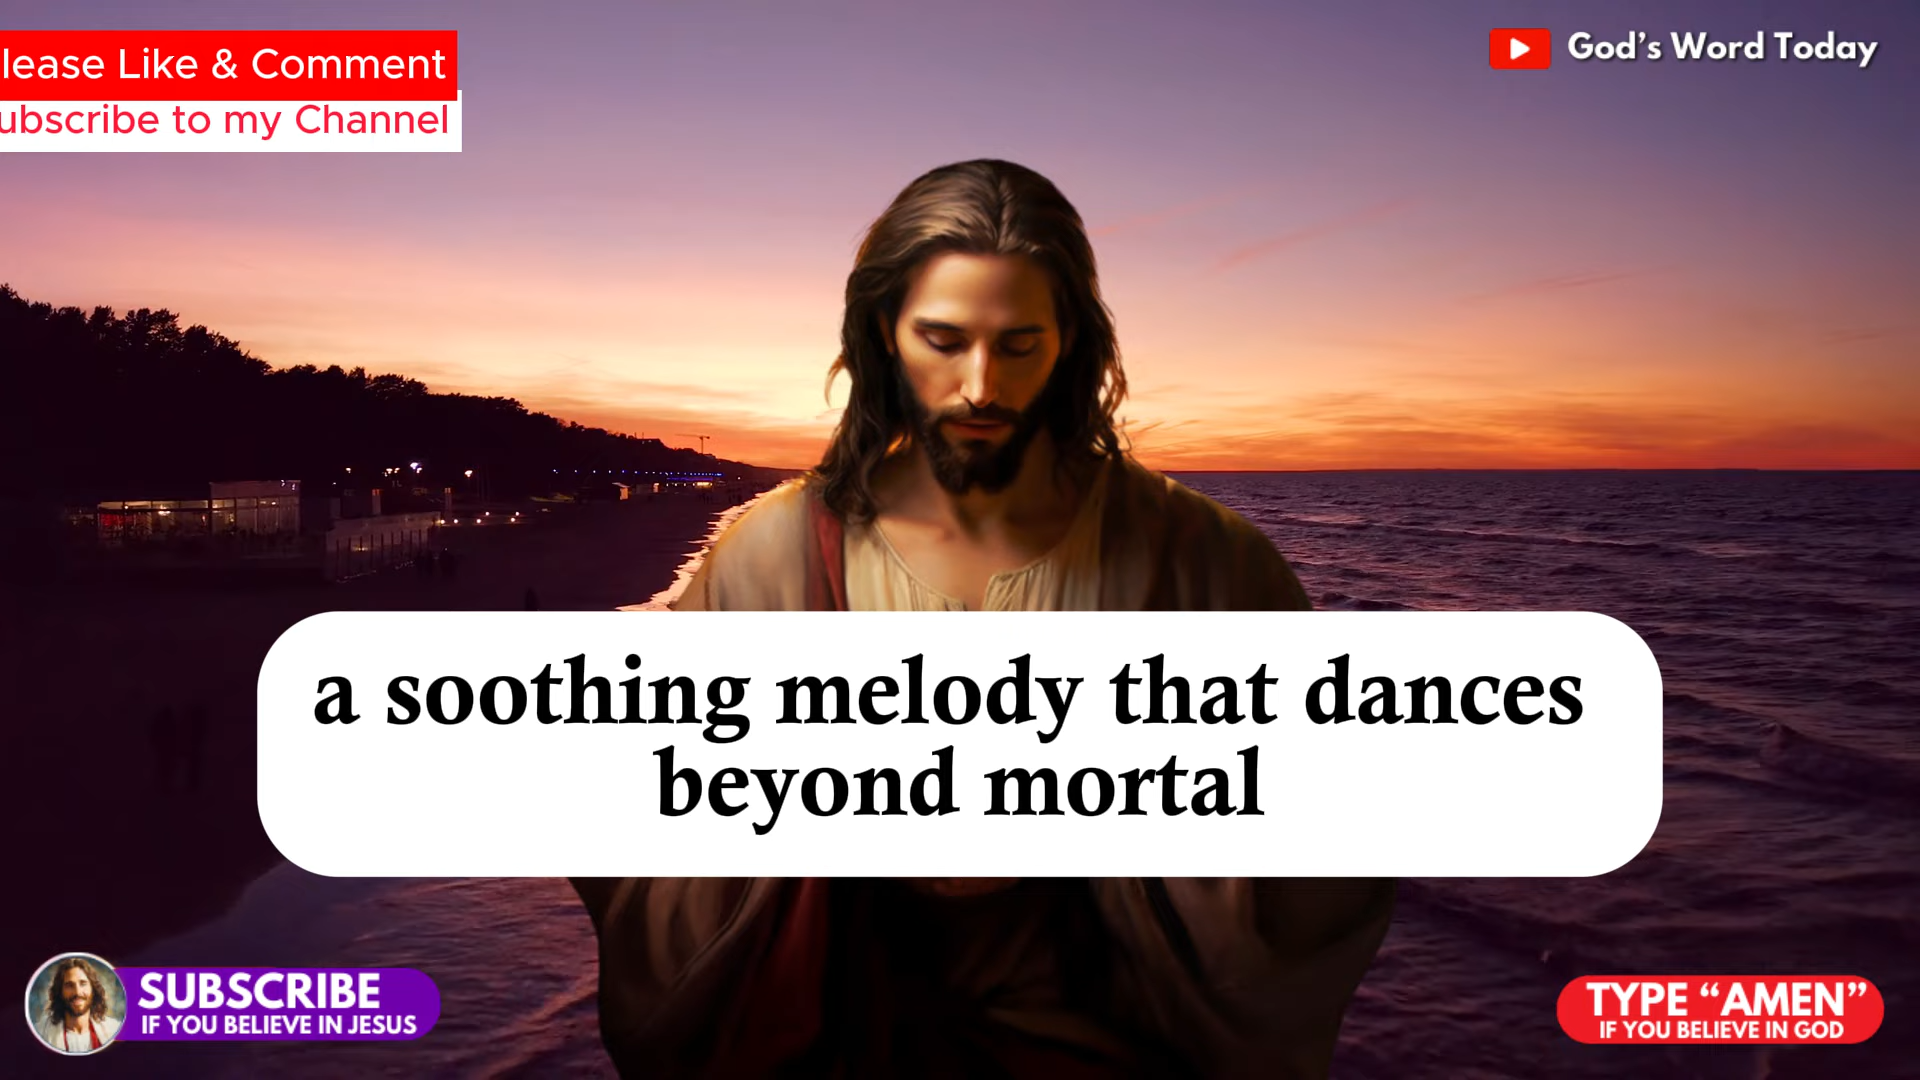 lease Like & Comment
ubscribe to my Channel
God's Word Today
a soothing melody that dances
beyond mortal
SUBSCRIBE
IF YOU BELIEVE IN JESUS
TYPE “AMEN”
IF YOU BELIEVE IN GOD